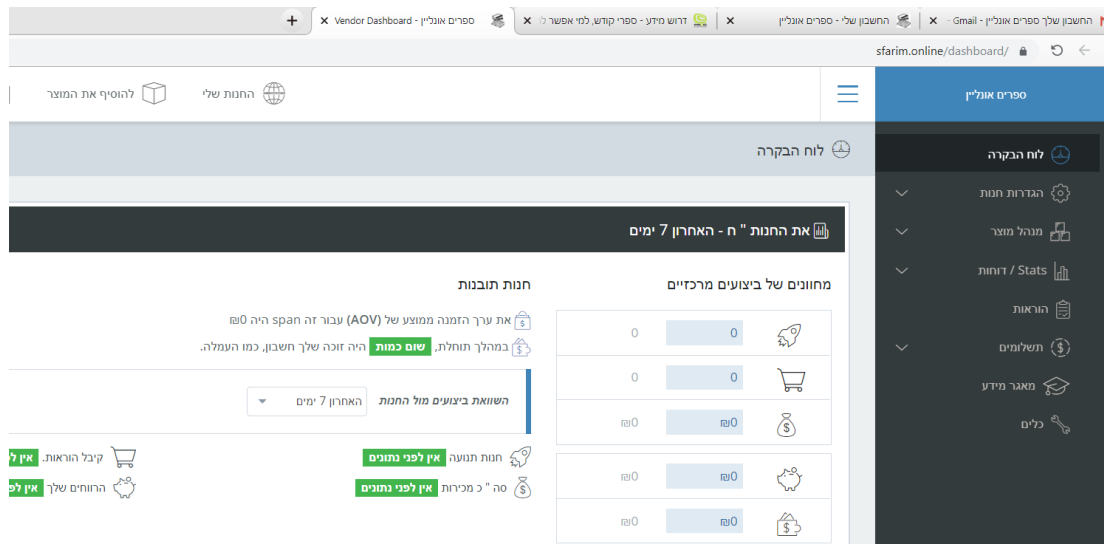 החשבון שלך ספרים אונליין - Gmail -
החשבון שלי - ספרים אונליין
דרוש מידע - ספרי קודש, למי אפשר
ספרים אונליין - Vendor Dashboard
sfarim.online/dashboard/
ספרים אונליין
החנות שלי
להוסיף את המוצר
לוח הבקרה
הגדרות חנות
מנהל מוצר
דוחות / Stats
הוראות
תשלומים
מאגר מידע
כלים
לוח הבקרה
את החנות " ח - האחרון 7 ימים
מחוונים של ביצועים מרכזיים
0 0
0 0
₪0 ₪0
₪0 ₪0
₪0 ₪0
חנות תובנות
את ערך הזמנה ממוצע של (AOV) עבור זה span היה ₪0
במהלך תוחלת, שום כמות היה זוכה שלך חשבון, כמו העמלה.
השוואת ביצועים מול החנות האחרון 7 ימים
חנות תנועה אין לפני נתונים
קיבל הוראות. אין
סה " כ מכירות אין לפני נתונים
הרווחים שלך אין